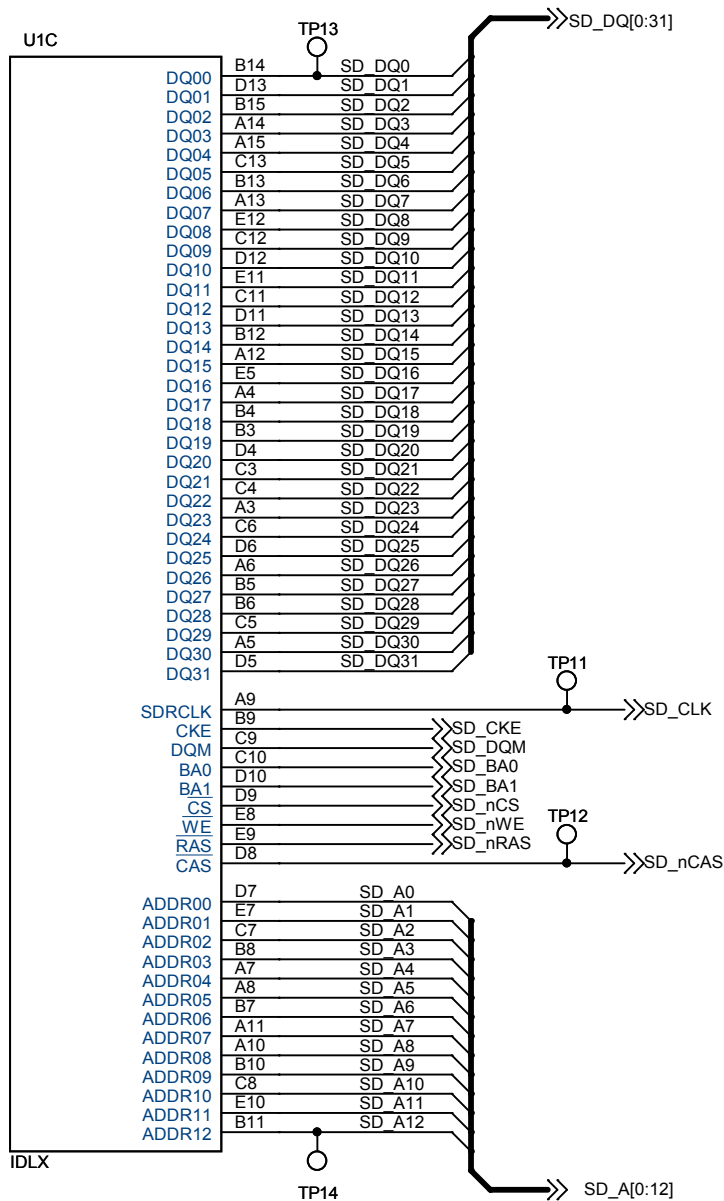 SD_DQ[0:31]
TP13
U1C
DQ00 B14 SD_DQ0
DQ01 D13 SD_DQ1
DQ02 B15 SD_DQ2
DQ03 A14 SD_DQ3
DQ04 A15 SD_DQ4
DQ05 C13 SD_DQ5
DQ06 B13 SD_DQ6
DQ07 A13 SD_DQ7
DQ08 E12 SD_DQ8
DQ09 C12 SD_DQ9
DQ10 D12 SD_DQ10
DQ11 E11 SD_DQ11
DQ12 C11 SD_DQ12
DQ13 D11 SD_DQ13
DQ14 B12 SD_DQ14
DQ15 A12 SD_DQ15
DQ16 E5 SD_DQ16
DQ17 A4 SD_DQ17
DQ18 B4 SD_DQ18
DQ19 B3 SD_DQ19
DQ20 D4 SD_DQ20
DQ21 C3 SD_DQ21
DQ22 C4 SD_DQ22
DQ23 A3 SD_DQ23
DQ24 C6 SD_DQ24
DQ25 D6 SD_DQ25
DQ26 A6 SD_DQ26
DQ27 B5 SD_DQ27
DQ28 B6 SD_DQ28
DQ29 C5 SD_DQ29
DQ30 A5 SD_DQ30
DQ31 D5 SD_DQ31
TP11
SDRCLK A9 SD_CLK
CKE B9 SD_CKE
DQM C9 SD_DQM
BA0 C10 SD_BA0
BA1 D10 SD_BA1
CS D9 SD_nCS
WE E8 SD_nWE
TP12
RAS E9 SD_nRAS
CAS D8 SD_nCAS
ADDR00 D7 SD_A0
ADDR01 E7 SD_A1
ADDR02 C7 SD_A2
ADDR03 B8 SD_A3
ADDR04 A7 SD_A4
ADDR05 A8 SD_A5
ADDR06 B7 SD_A6
ADDR07 A11 SD_A7
ADDR08 A10 SD_A8
ADDR09 B10 SD_A9
ADDR10 C8 SD_A10
ADDR11 E10 SD_A11
ADDR12 B11 SD_A12
IDLX
TP14
SD_A[0:12]